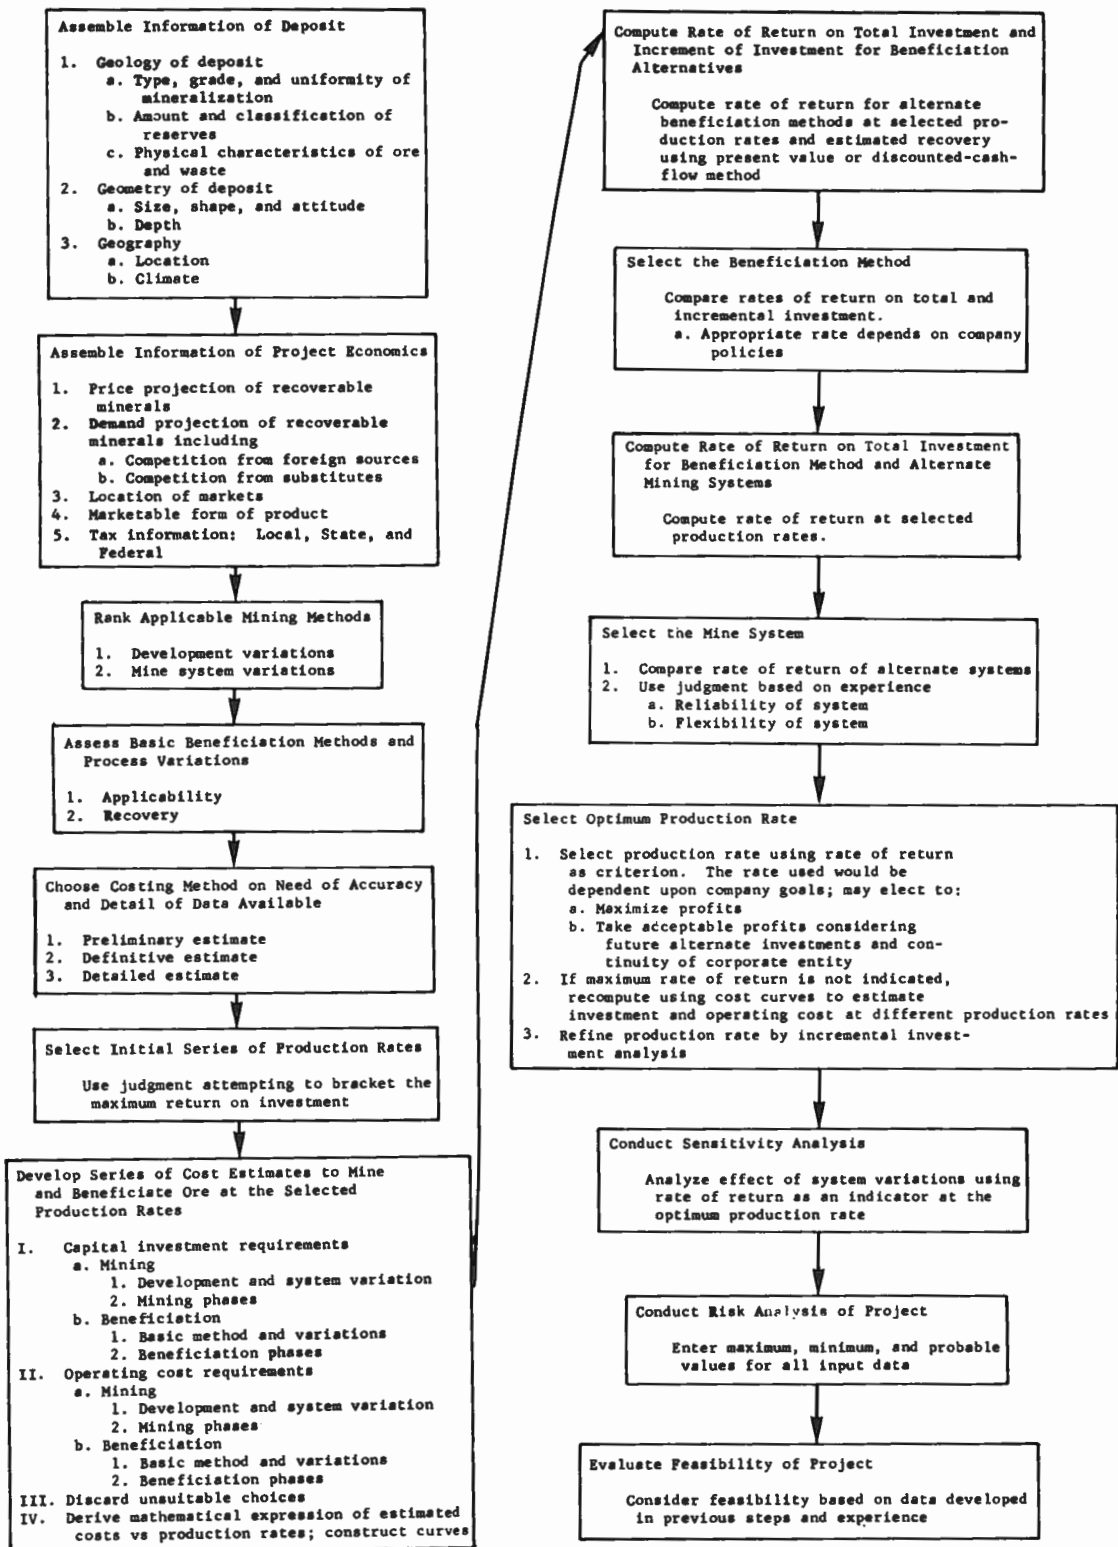 Assemble Information of Deposit
1. Geology of deposit
a. Type, grade, and uniformity of
mineralization
b. Amount and classification of
reserves
c. Physical characteristics of ore
and waste
2. Geometry of deposit
a. Size, shape, and attitude
b. Depth
3. Geography
a. Location
b. Climate
Assemble Information of Project Economics
1. Price projection of recoverable
minerals
2. Demand projection of recoverable
minerals including
a. Competition from foreign sources
b. Competition from substitutes
3. Location of markets
4. Marketable form of product
5. Tax information: Local, State, and
Federal
Rank Applicable Mining Methods
1. Development variations
2. Mine system variations
Assess Basic Beneficiation Methods and
Process Variations
1. Applicability
2. Recovery
Choose Costing Method on Need of Accuracy
and Detail of Data Available
1. Preliminary estimate
2. Definitive estimate
3. Detailed estimate
Select Initial Series of Production Rates
Use judgment attempting to bracket the
maximum return on investment
Develop Series of Cost Estimates to Mine
and Beneficiate Ore at the Selected
Production Rates
I. Capital investment requirements
a. Mining
1. Development and system variation
2. Mining phases
b. Beneficiation
1. Basic method and variations
2. Beneficiation phases
II. Operating cost requirements
a. Mining
1. Development and system variation
2. Mining phases
b. Beneficiation
1. Basic method and variations
2. Beneficiation phases
III. Discard unsuitable choices
IV. Derive mathematical expression of estimated
costs vs production rates; construct curves
Compute Rate of Return on Total Investment and
Increment of Investment for Beneficiation
Alternatives
Compute rate of return for alternate
beneficiation methods at selected pro-
duction rates and estimated recovery
using present value or discounted-cash-
flow method
Select the Beneficiation Method
Compare rates of return on total and
incremental investment.
a. Appropriate rate depends on company
policies
Compute Rate of Return on Total Investment
for Beneficiation Method and Alternate
Mining Systems
Compute rate of return at selected
production rates.
Select the Mine System
1. Compare rate of return of alternate systems
2. Use judgment based on experience
a. Reliability of system
b. Flexibility of system
Select Optimum Production Rate
1. Select production rate using rate of return
as criterion. The rate used would be
dependent upon company goals; may elect to:
a. Maximize profits
b. Take acceptable profits considering
future alternate investments and con-
tinuity of corporate entity
2. If maximum rate of return is not indicated,
recompute using cost curves to estimate
investment and operating cost at different production rates
3. Refine production rate by incremental invest-
ment analysis
Conduct Sensitivity Analysis
Analyze effect of system variations using
rate of return as an indicator at the
optimum production rate
Conduct Risk Analysis of Project
Enter maximum, minimum, and probable
values for all input data
Evaluate Feasibility of Project
Consider feasibility based on data developed
in previous steps and experience